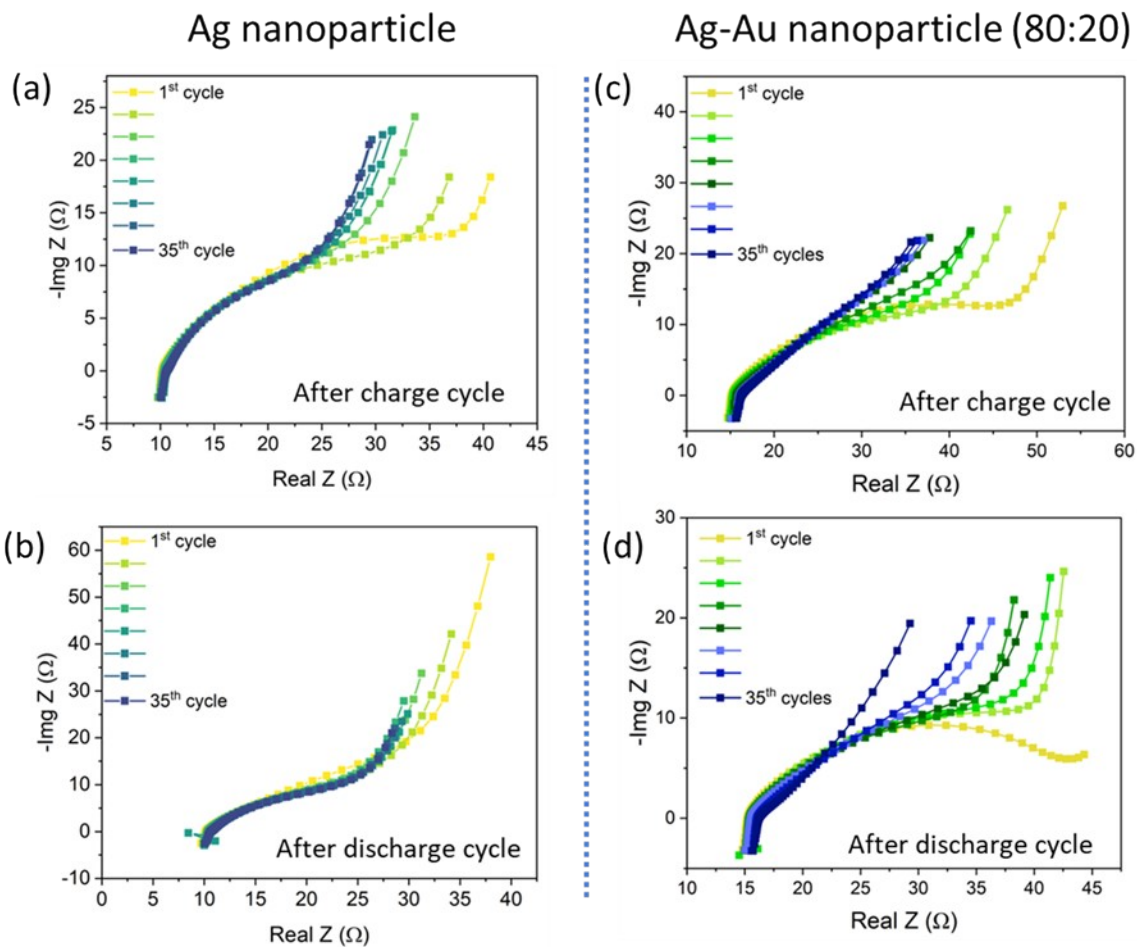 Ag nanoparticle
Ag-Au nanoparticle (80:20)
(a)
1st cycle
35th cycle
After charge cycle
-Img Z (Ω)
25
20
15
10
5
0
-5
5 10 15 20 25 30 35 40 45
Real Z (Ω)
(c)
1st cycle
35th cycles
After charge cycle
-Img Z (Ω)
40
30
20
10
0
10 20 30 40 50 60
Real Z (Ω)
(b)
1st cycle
35th cycle
After discharge cycle
-Img Z (Ω)
60
50
40
30
20
10
0
-10
0 5 10 15 20 25 30 35 40
Real Z (Ω)
(d)
1st cycle
35th cycles
After discharge cycle
-Img Z (Ω)
30
20
10
0
10 15 20 25 30 35 40 45
Real Z (Ω)